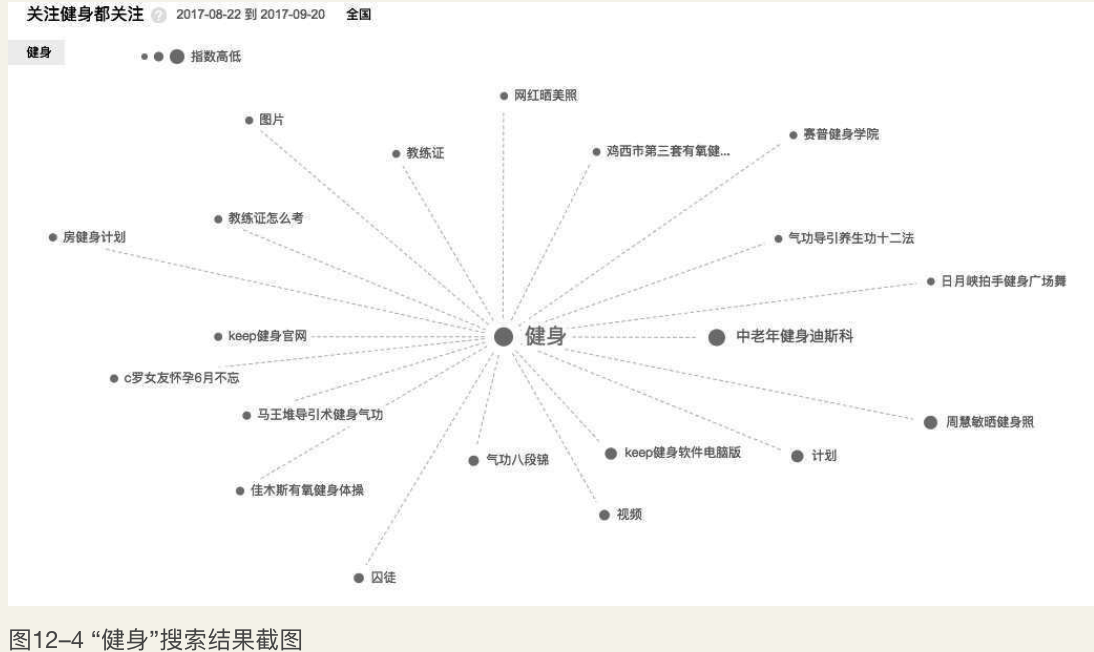 关注健身都关注 ? 2017-08-22 到 2017-09-20 全国
健身 指数高低
网红晒美照
图片
赛普健身学院
教练证
鸡西市第三套有氧健...
教练证怎么考
房健身计划
气功导引养生功十二法
日月峡拍手健身广场舞
keep健身官网
健身
中老年健身迪斯科
c罗女友怀孕6月不忘
马王堆导引术健身气功
周慧敏晒健身照
气功八段锦
keep健身软件电脑版
计划
佳木斯有氧健身体操
视频
囚徒
图12–4 “健身”搜索结果截图